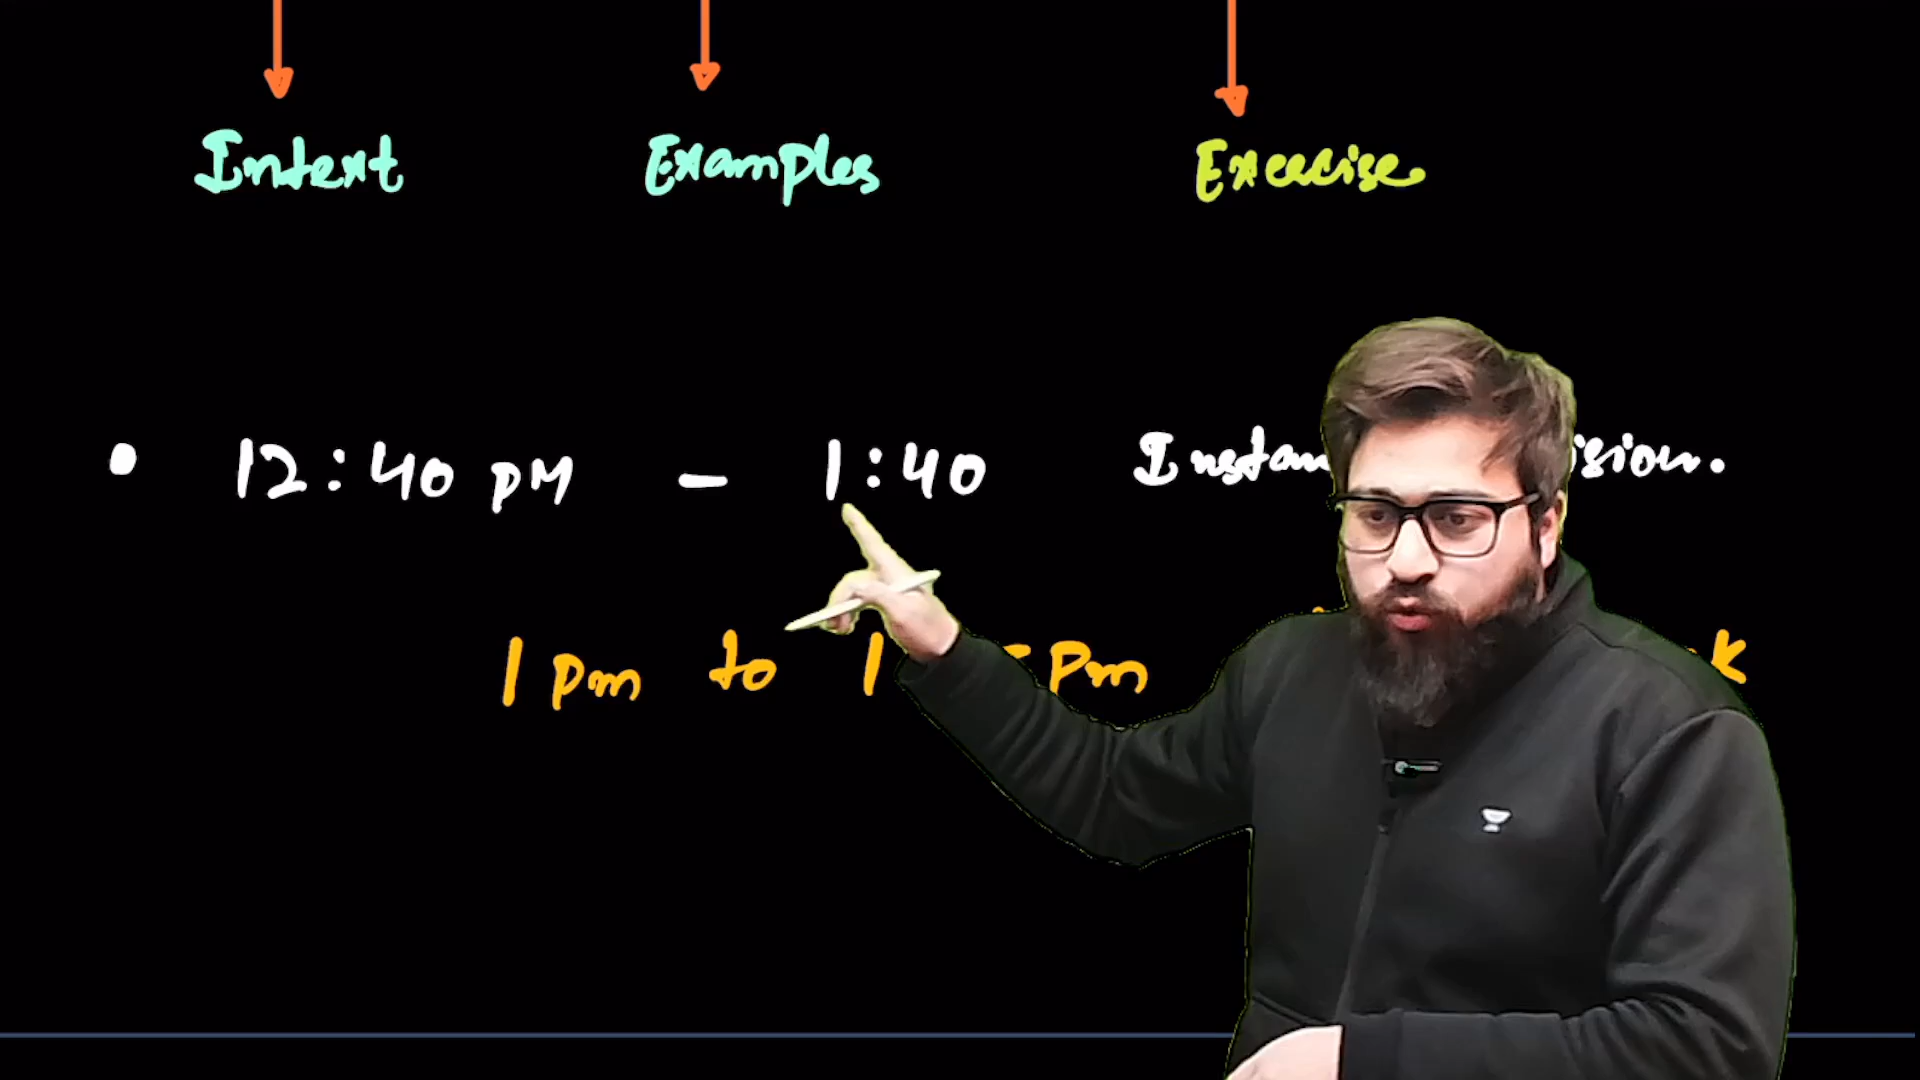 Intext Examples Exercise
• 12:40 PM - 1:40
1 pm to pm